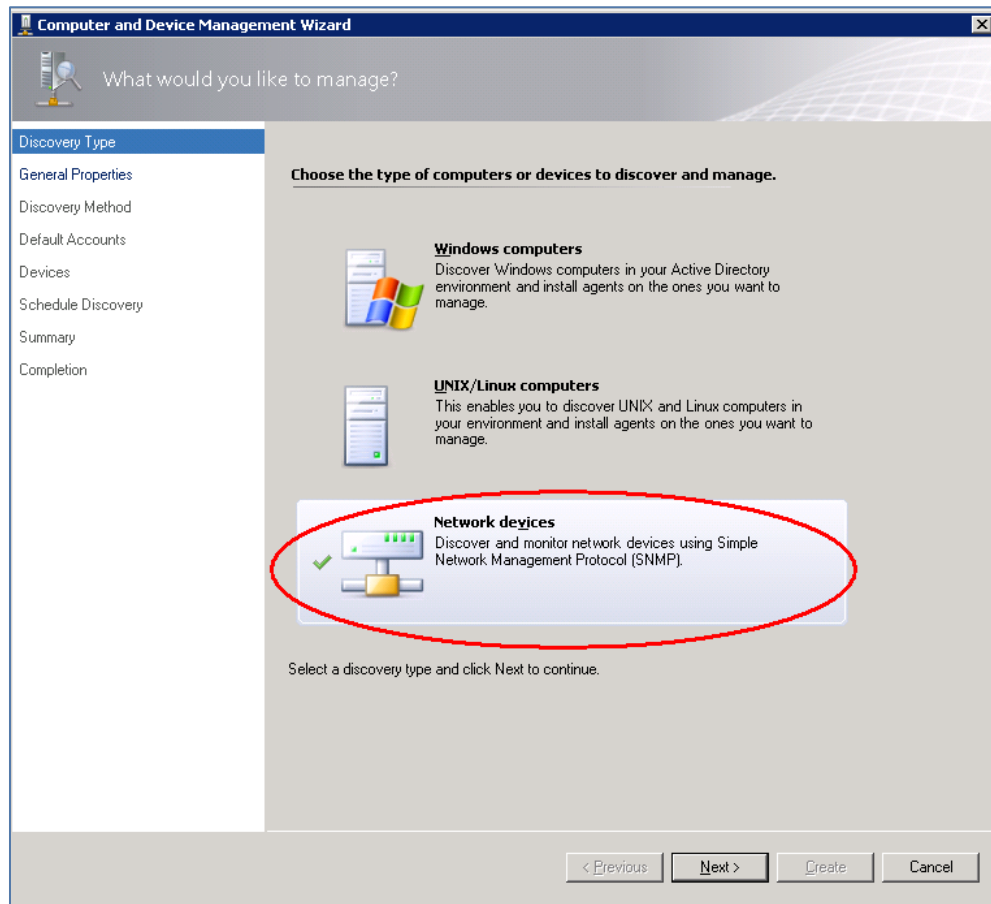 Computer and Device Management Wizard
What would you like to manage?
Discovery Type
General Properties
Discovery Method
Default Accounts
Devices
Schedule Discovery
Summary
Completion
Choose the type of computers or devices to discover and manage.
Windows computers
Discover Windows computers in your Active Directory
environment and install agents on the ones you want to
manage.
UNIX/Linux computers
This enables you to discover UNIX and Linux computers in
your environment and install agents on the ones you want to
manage.
Network devices
Discover and monitor network devices using Simple
Network Management Protocol (SNMP).
Select a discovery type and click Next to continue.
< Previous
Next >
Create
Cancel